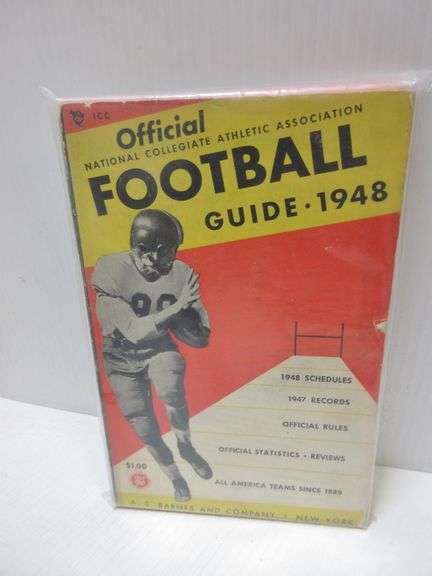 ICC
Official
NATIONAL COLLEGIATE ATHLETIC ASSOCIATION
FOOTBALL
GUIDE · 1948
1948 SCHEDULES
1947 RECORDS
OFFICIAL RULES
OFFICIAL STATISTICS · REVIEWS
ALL AMERICA TEAMS SINCE 1889
$1.00
A. S. BARNES AND COMPANY · NEW YORK